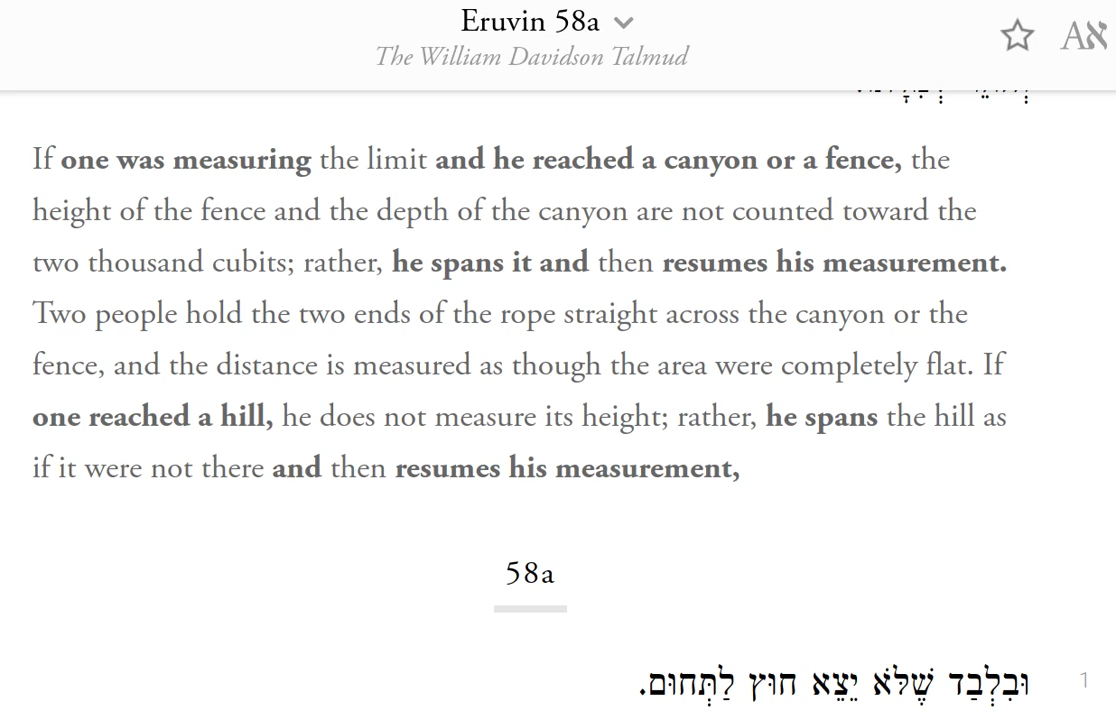 Eruvin 58a
The William Davidson Talmud
If one was measuring the limit and he reached a canyon or a fence, the
height of the fence and the depth of the canyon are not counted toward the
two thousand cubits; rather, he spans it and then resumes his measurement.
Two people hold the two ends of the rope straight across the canyon or the
fence, and the distance is measured as though the area were completely flat. If
one reached a hill, he does not measure its height; rather, he spans the hill as
if it were not there and then resumes his measurement,
58a
1 וּבִלְבַד שֶׁלֹּא יֵצֵא חוּץ לַתְּחוּם.